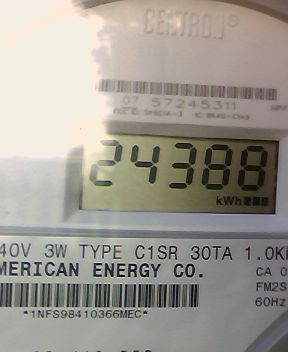 CENTRON®
07 57245311
24388
kWh
40V 3W TYPE C1SR 30TA 1.0K
MERICAN ENERGY CO.
CA 0
FM2S
60Hz
*1NFS98410366MEC*